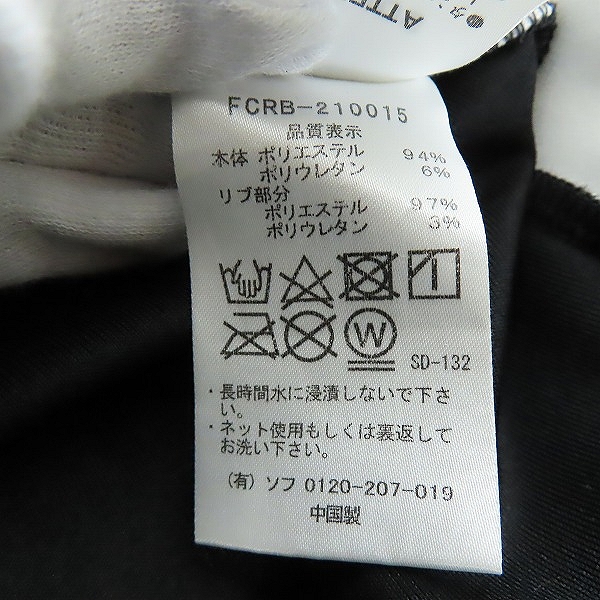 ATTE
FCRB-210015
品質表示
本体 ポリエステル 94%
ポリウレタン 6%
リブ部分
ポリエステル 97%
ポリウレタン 3%
W
SD-132
・長時間水に浸漬しないで下さ
い。
・ネット使用もしくは裏返して
お洗い下さい。
(有) ソフ 0120-207-019
中国製